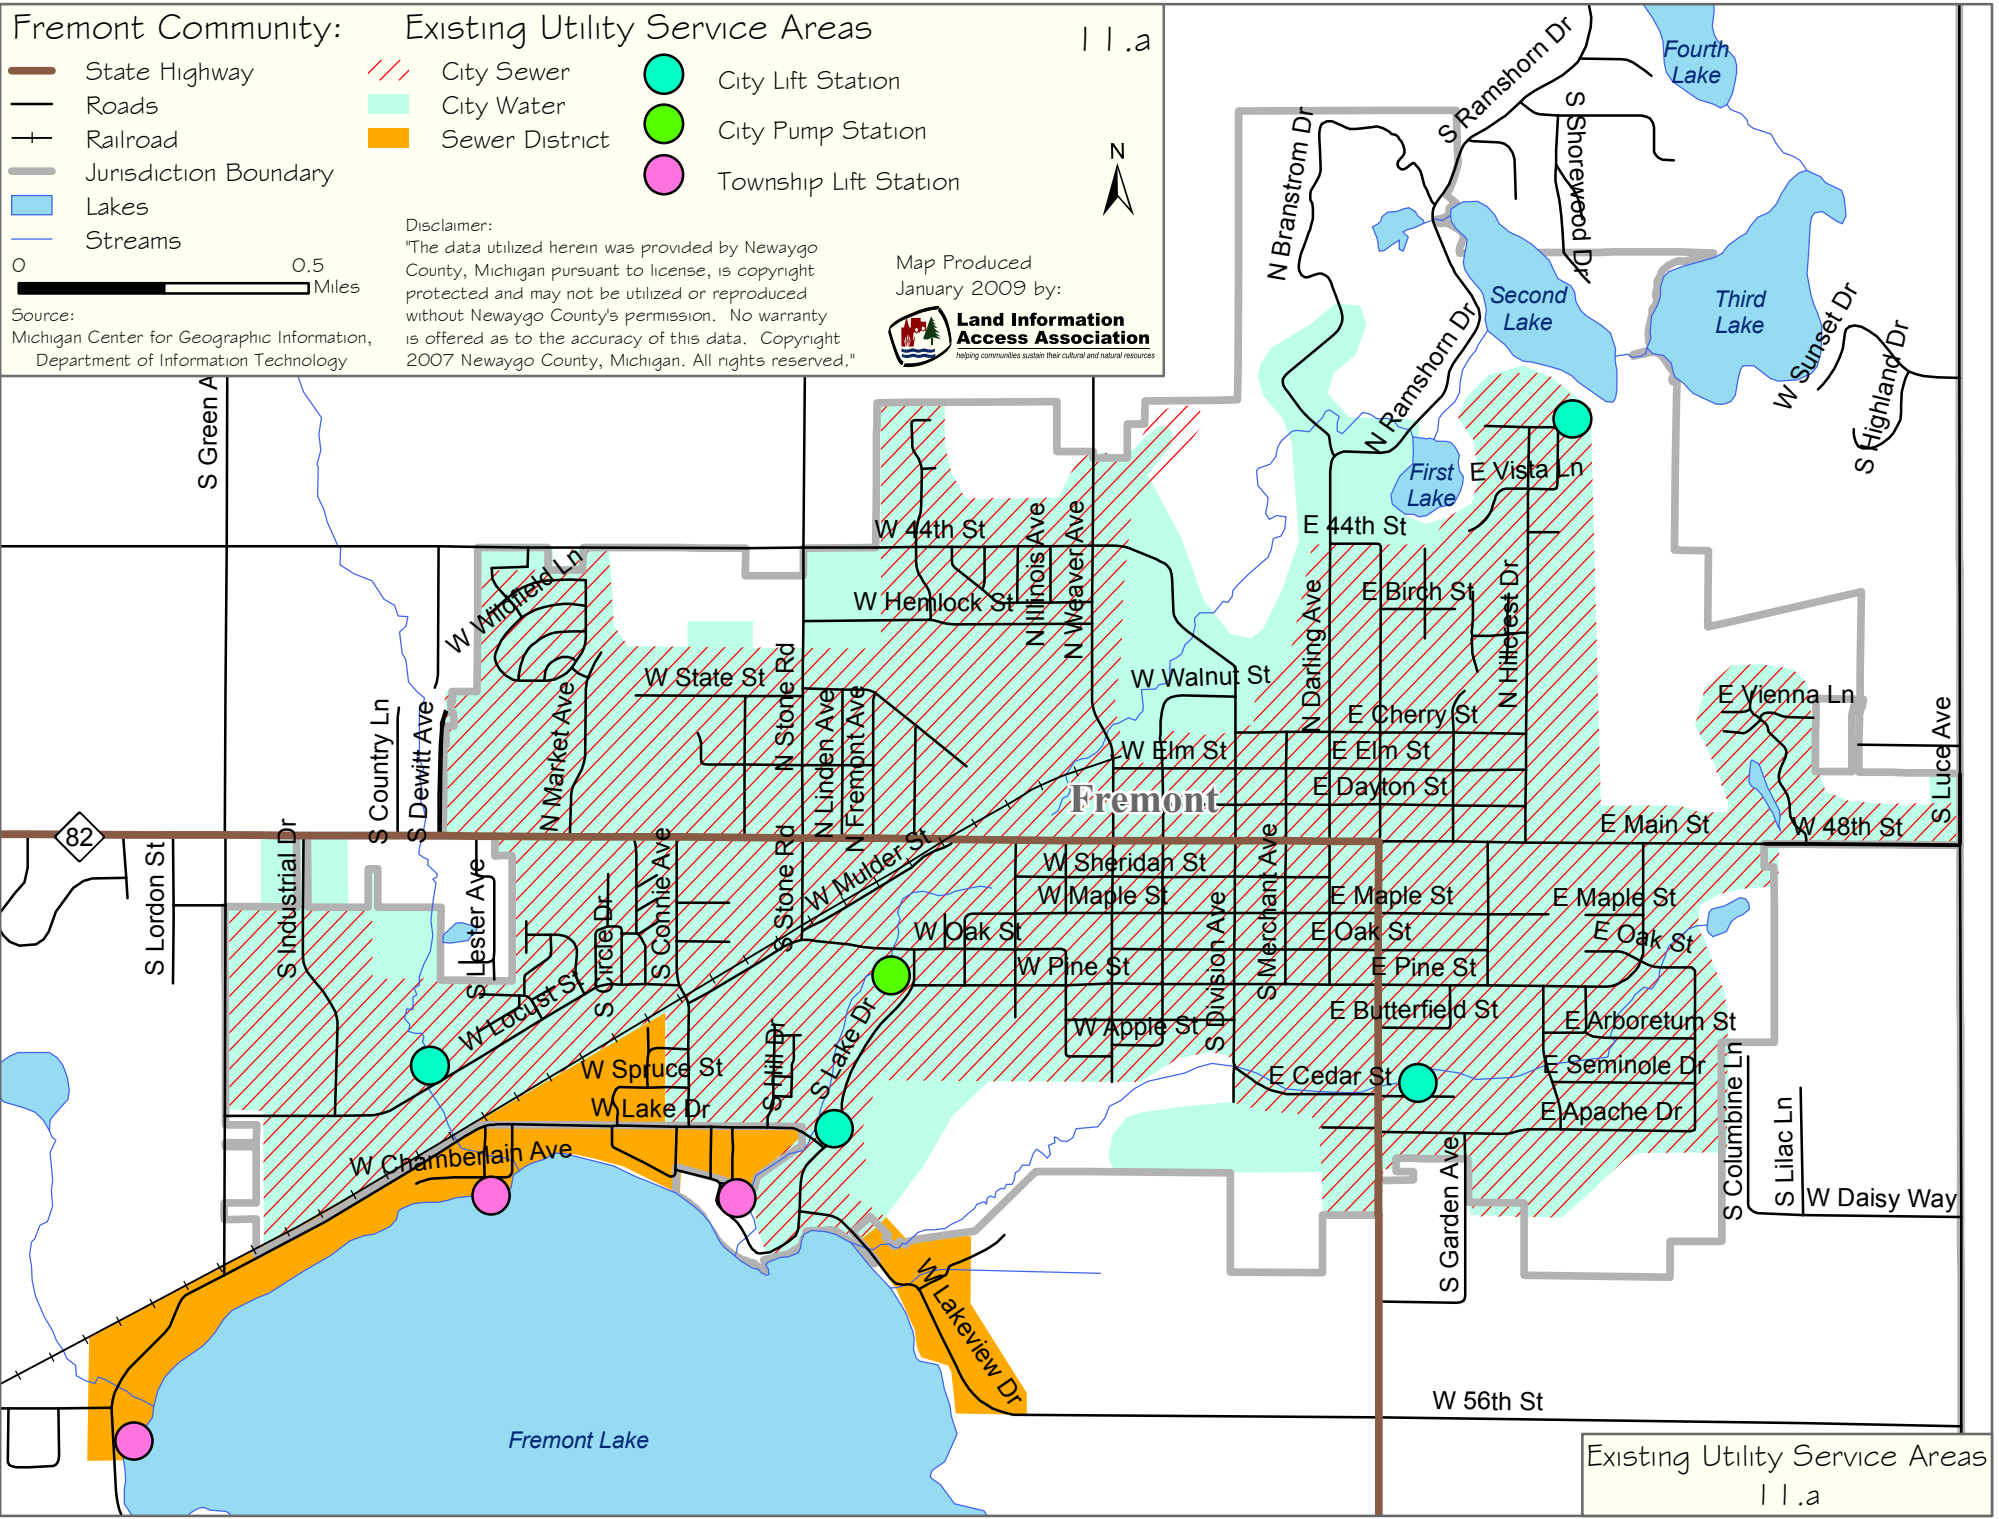 Fremont Community: Existing Utility Service Areas 11.a
State Highway
Roads
Railroad
Jurisdiction Boundary
Lakes
Streams
City Sewer
City Water
Sewer District
City Lift Station
City Pump Station
Township Lift Station
N
0 0.5
Miles
Source:
Michigan Center for Geographic Information,
Department of Information Technology
Disclaimer:
"The data utilized herein was provided by Newaygo
County, Michigan pursuant to license, is copyright
protected and may not be utilized or reproduced
without Newaygo County's permission. No warranty
is offered as to the accuracy of this data. Copyright
2007 Newaygo County, Michigan. All rights reserved."
Map Produced
January 2009 by:
Land Information
Access Association
helping communities sustain their cultural and natural resources
Fourth
Lake
S Ramshorn Dr
S Shorewood Dr
N Branstrom Dr
Second
Lake
Third
Lake
W Sunset Dr
S Highland Dr
N Ramshorn Dr
First
Lake
E Vista Ln
S Green A
W 44th St
E 44th St
N Illinois Ave
N Weaver Ave
W Wildfield Ln
W Hemlock St
E Birch St
N Hillcrest Dr
N Darling Ave
W State St
W Walnut St
N Stone Rd
N Market Ave
N Linden Ave
N Fremont Ave
E Cherry St
E Vienna Ln
S Luce Ave
S Country Ln
S Dewitt Ave
W Elm St
E Elm St
E Dayton St
Fremont
82
E Main St
W 48th St
W Mulder St
S Lordon St
S Industrial Dr
S Lester Ave
S Circle Dr
S Connie Ave
S Stone Rd
W Sheridan St
W Maple St
E Maple St
E Maple St
W Oak St
E Oak St
E Oak St
W Pine St
E Pine St
S Division Ave
S Merchant Ave
W Locust St
W Apple St
E Butterfield St
E Arboretum St
S Lake Dr
S Hill Dr
W Spruce St
W Lake Dr
E Cedar St
E Seminole Dr
E Apache Dr
S Columbine Ln
S Lilac Ln
W Chamberlain Ave
S Garden Ave
W Daisy Way
W Lakeview Dr
W 56th St
Fremont Lake
Existing Utility Service Areas
11.a